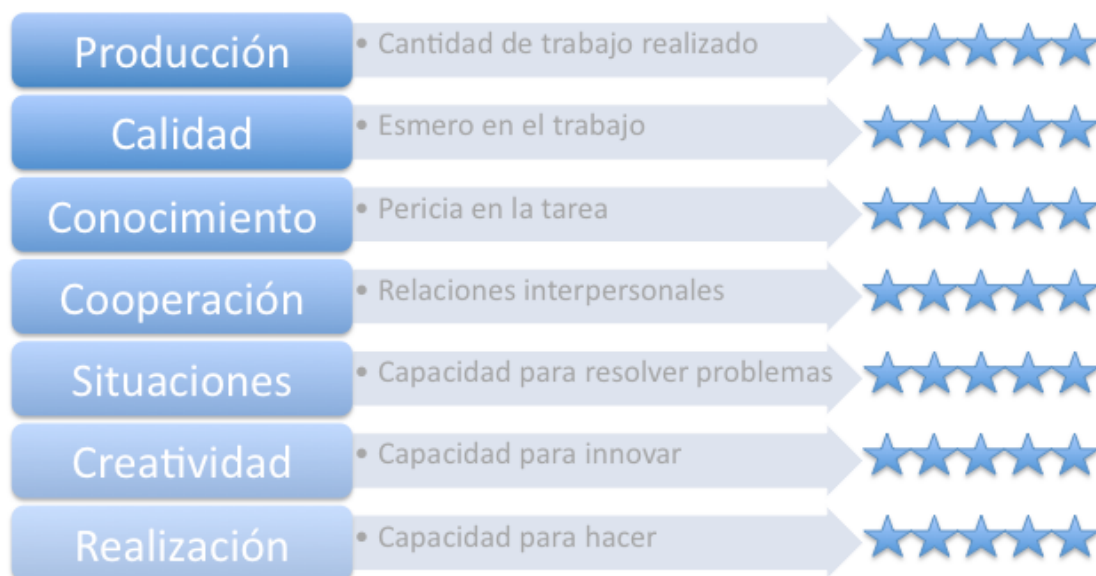 Producción
• Cantidad de trabajo realizado
Calidad
• Esmero en el trabajo
Conocimiento
• Pericia en la tarea
Cooperación
• Relaciones interpersonales
Situaciones
• Capacidad para resolver problemas
Creatividad
• Capacidad para innovar
Realización
• Capacidad para hacer